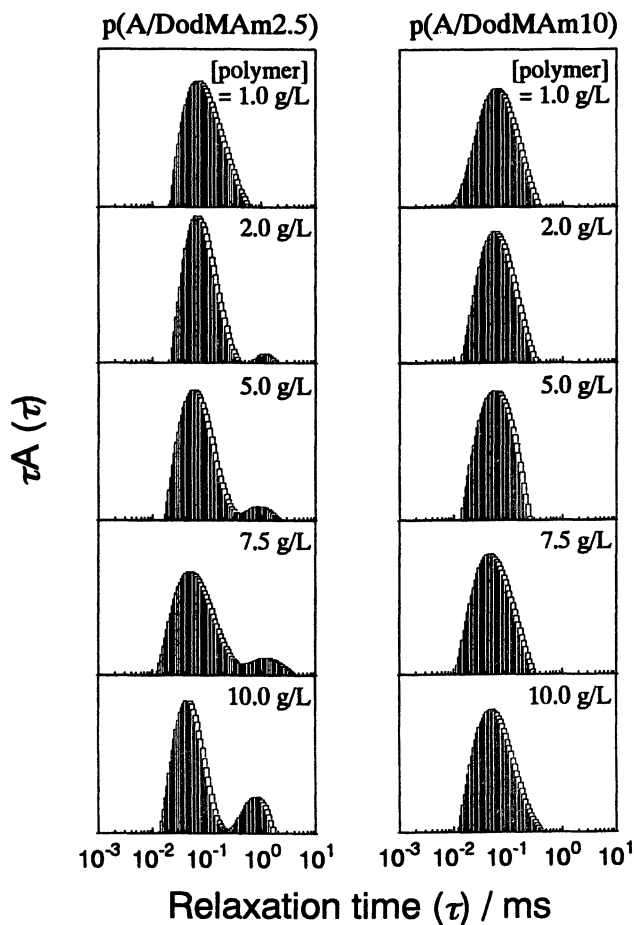 p(A/DodMAm2.5) p(A/DodMAm10)
[polymer] = 1.0 g/L
[polymer] = 1.0 g/L
2.0 g/L 2.0 g/L
5.0 g/L 5.0 g/L
7.5 g/L 7.5 g/L
10.0 g/L 10.0 g/L
τA (τ)
10⁻³ 10⁻² 10⁻¹ 10⁰ 10¹ 10⁻³ 10⁻² 10⁻¹ 10⁰ 10¹
Relaxation time (τ) / ms